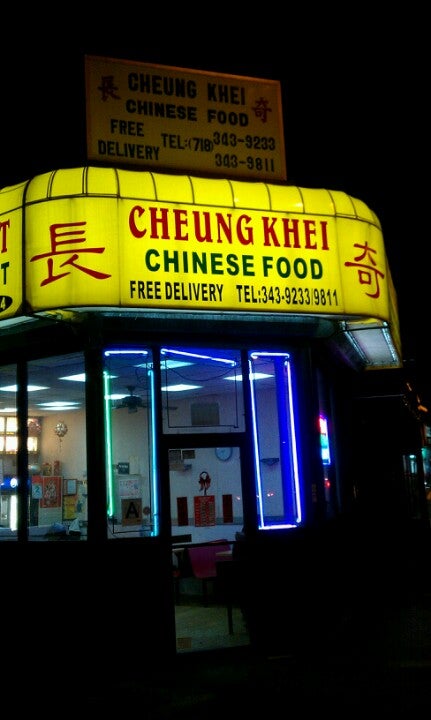 長 CHEUNG KHEI 奇
CHINESE FOOD
FREE DELIVERY TEL:(718) 343-9233
343-9811
長 CHEUNG KHEI 奇
CHINESE FOOD
FREE DELIVERY TEL:343-9233/9811
T
T
4
A